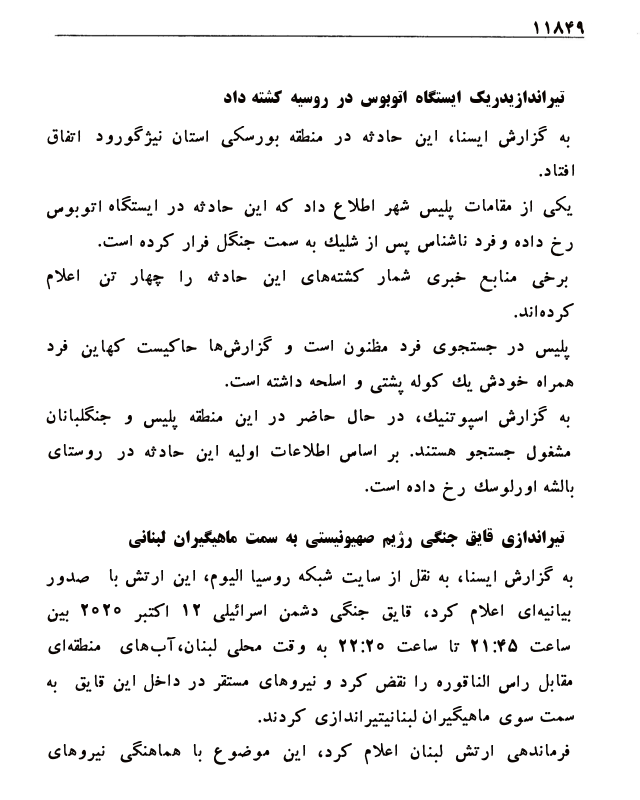 ۱۱۸۴۹
تیراندازیدریک ایستگاه اتوبوس در روسیه کشته داد
به گزارش ایسنا، این حادثه در منطقه بورسکی استان نیژگورود اتفاق
افتاد.
یکی از مقامات پلیس شهر اطلاع داد که این حادثه در ایستگاه اتوبوس
رخ داده و فرد ناشناس پس از شلیك به سمت جنگل فرار کرده است.
برخی منابع خبری شمار کشته‌های این حادثه را چهار تن اعلام
کرده‌اند.
پلیس در جستجوی فرد مظنون است و گزارش‌ها حاکیست کهاین فرد
همراه خودش یك کوله پشتی و اسلحه داشته است.
به گزارش اسپوتنیك، در حال حاضر در این منطقه پلیس و جنگلبانان
مشغول جستجو هستند. بر اساس اطلاعات اولیه این حادثه در روستای
بالشه اورلوسك رخ داده است.
تیراندازی قایق جنگی رژیم صهیونیستی به سمت ماهیگیران لبنانی
به گزارش ایسنا، به نقل از سایت شبکه روسیا الیوم، این ارتش با صدور
بیانیه‌ای اعلام کرد، قایق جنگی دشمن اسرائیلی ۱۲ اکتبر ۲۰۲۰ بین
ساعت ۲۱:۴۵ تا ساعت ۲۲:۲۰ به وقت محلی لبنان،آب‌های منطقه‌ای
مقابل راس الناقوره را نقض کرد و نیروهای مستقر در داخل این قایق به
سمت سوی ماهیگیران لبنانیتیراندازی کردند.
فرماندهی ارتش لبنان اعلام کرد، این موضوع با هماهنگی نیروهای